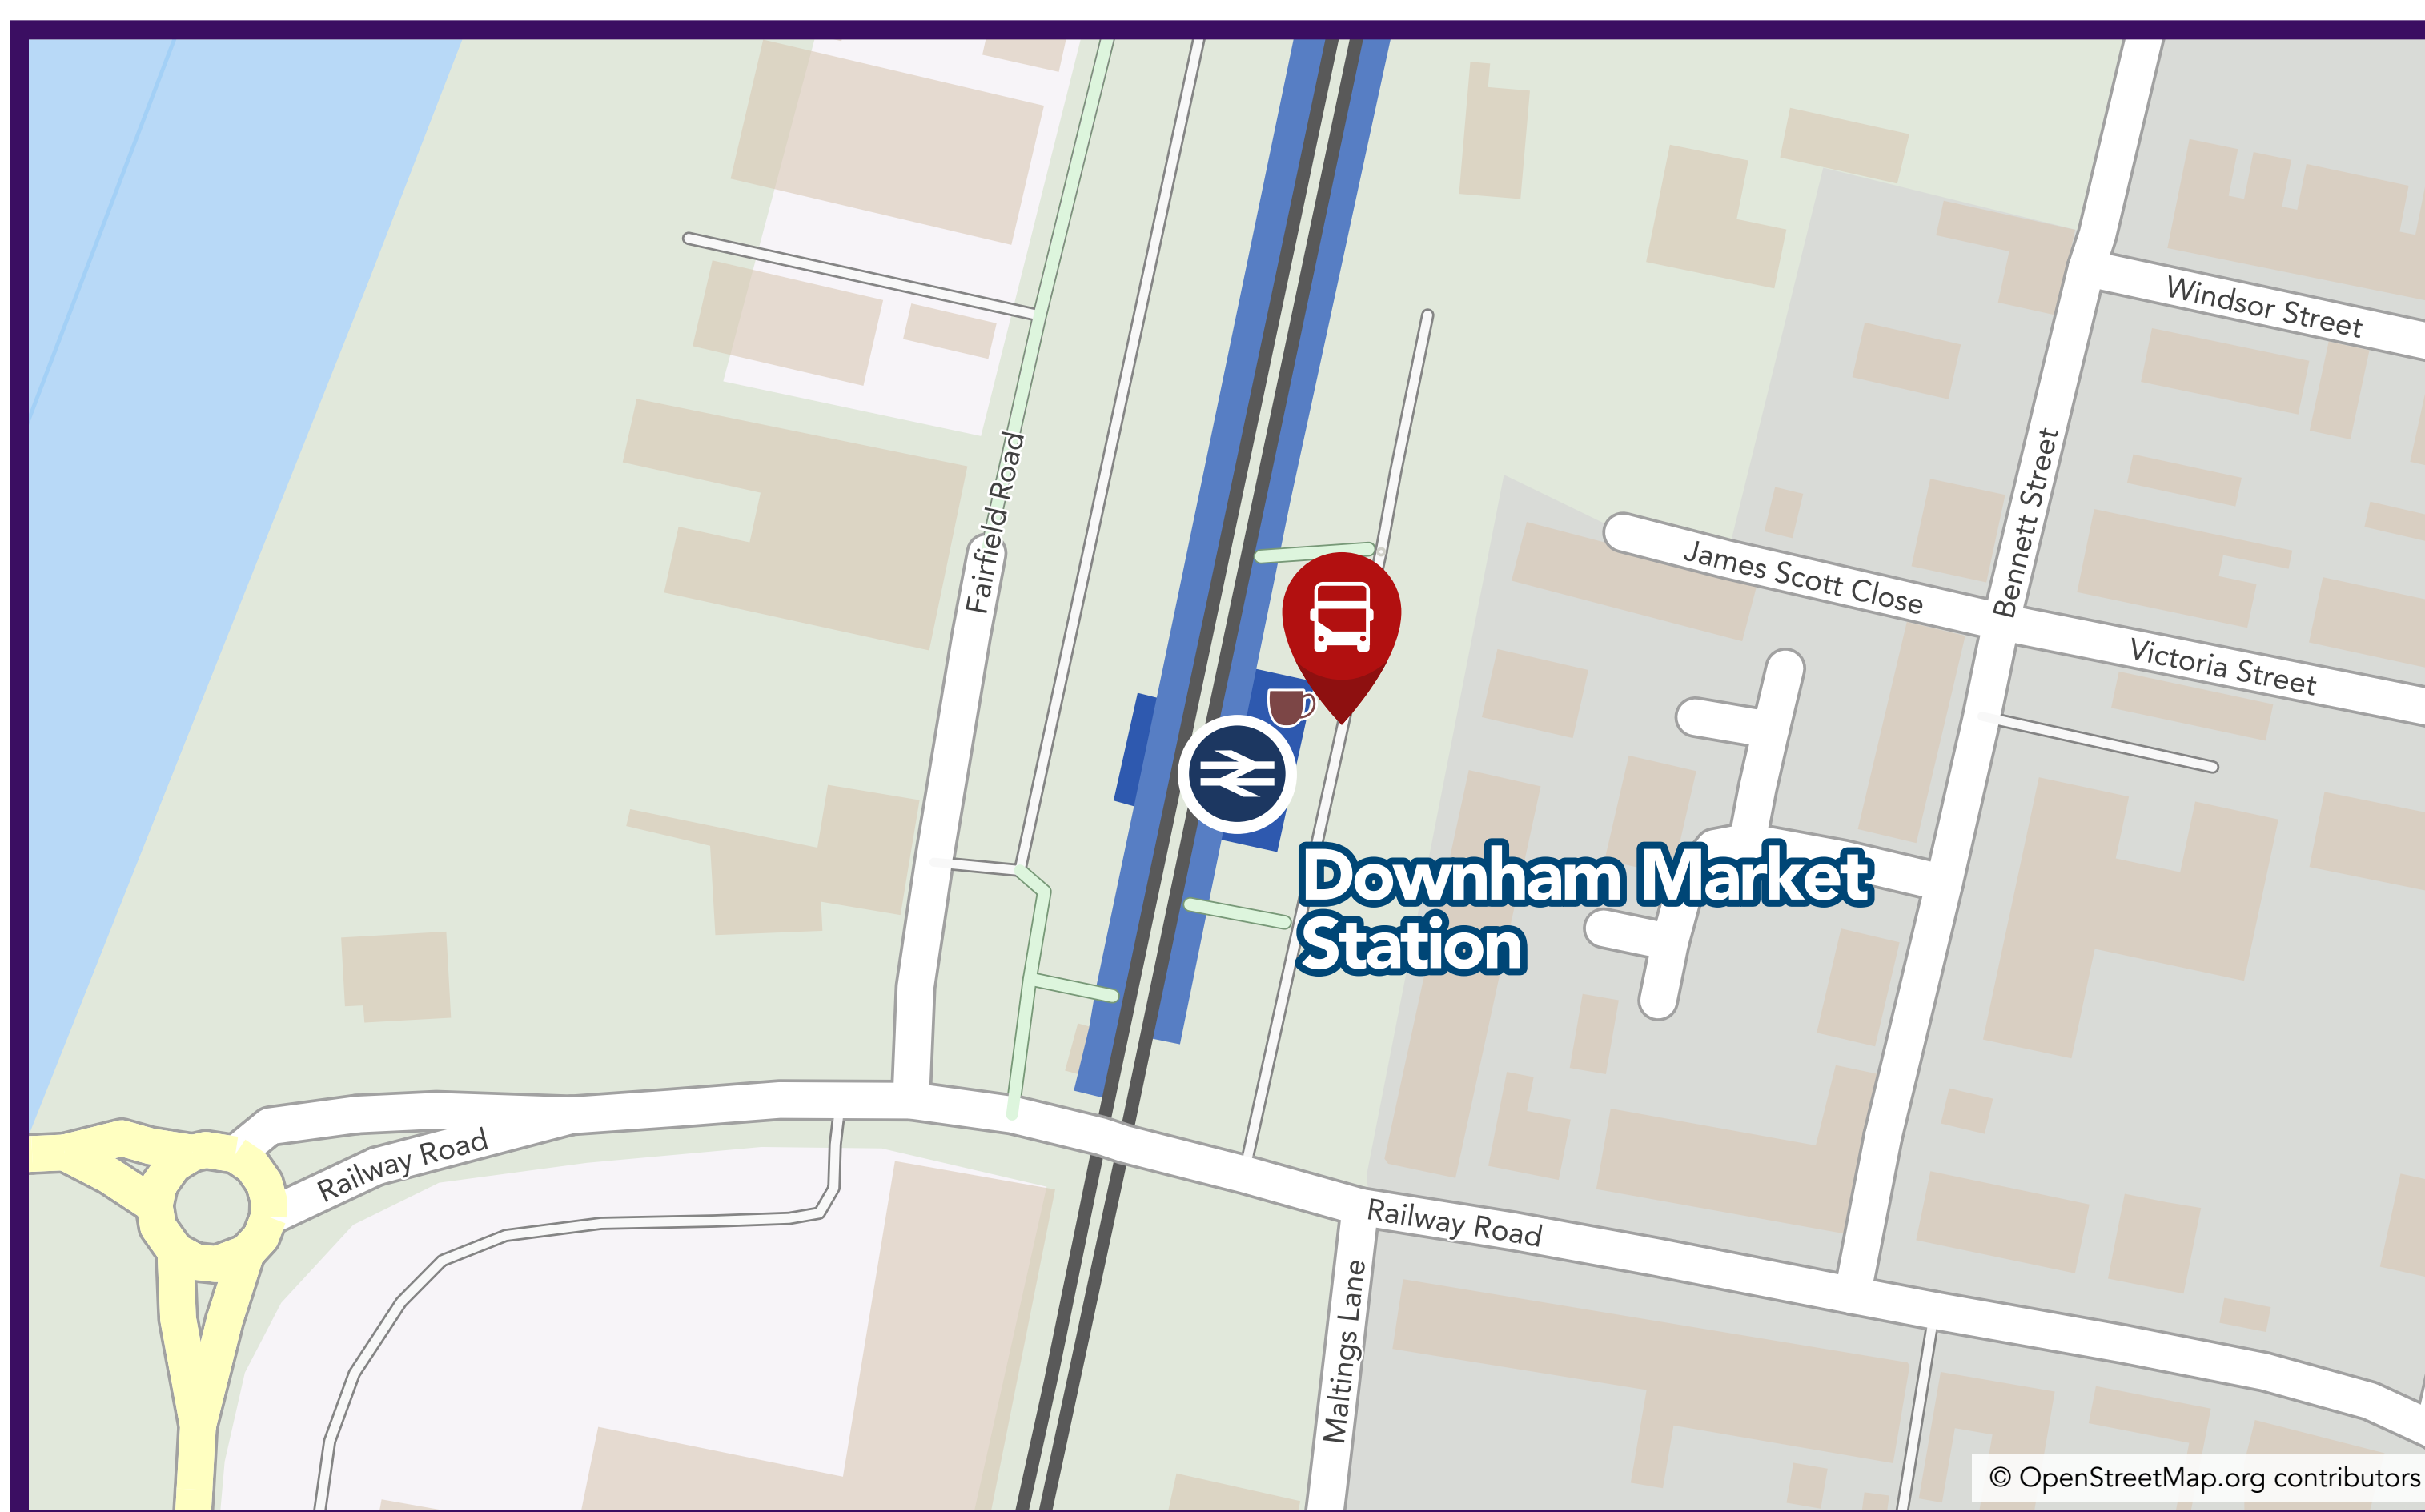 Windsor Street
Fairfield Road
Bennett Street
James Scott Close
Victoria Street
Downham Market
Station
Railway Road
Railway Road
Maltings Lane
© OpenStreetMap.org contributors